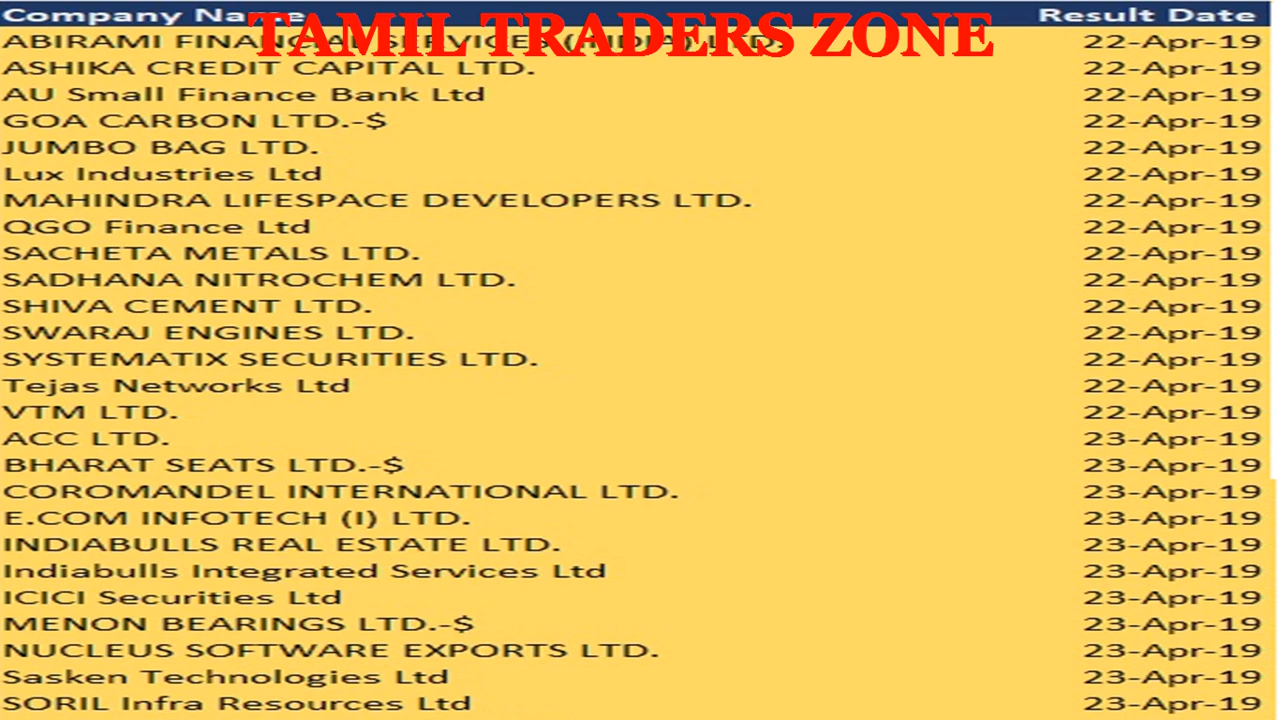 Company Name Result Date
TAMIL TRADERS ZONE
ABIRAMI FINANCIAL SERVICES (INDIA) LTD. 22-Apr-19
ASHIKA CREDIT CAPITAL LTD. 22-Apr-19
AU Small Finance Bank Ltd 22-Apr-19
GOA CARBON LTD.-$ 22-Apr-19
JUMBO BAG LTD. 22-Apr-19
Lux Industries Ltd 22-Apr-19
MAHINDRA LIFESPACE DEVELOPERS LTD. 22-Apr-19
QGO Finance Ltd 22-Apr-19
SACHETA METALS LTD. 22-Apr-19
SADHANA NITROCHEM LTD. 22-Apr-19
SHIVA CEMENT LTD. 22-Apr-19
SWARAJ ENGINES LTD. 22-Apr-19
SYSTEMATIX SECURITIES LTD. 22-Apr-19
Tejas Networks Ltd 22-Apr-19
VTM LTD. 22-Apr-19
ACC LTD. 23-Apr-19
BHARAT SEATS LTD.-$ 23-Apr-19
COROMANDEL INTERNATIONAL LTD. 23-Apr-19
E.COM INFOTECH (I) LTD. 23-Apr-19
INDIABULLS REAL ESTATE LTD. 23-Apr-19
Indiabulls Integrated Services Ltd 23-Apr-19
ICICI Securities Ltd 23-Apr-19
MENON BEARINGS LTD.-$ 23-Apr-19
NUCLEUS SOFTWARE EXPORTS LTD. 23-Apr-19
Sasken Technologies Ltd 23-Apr-19
SORIL Infra Resources Ltd 23-Apr-19